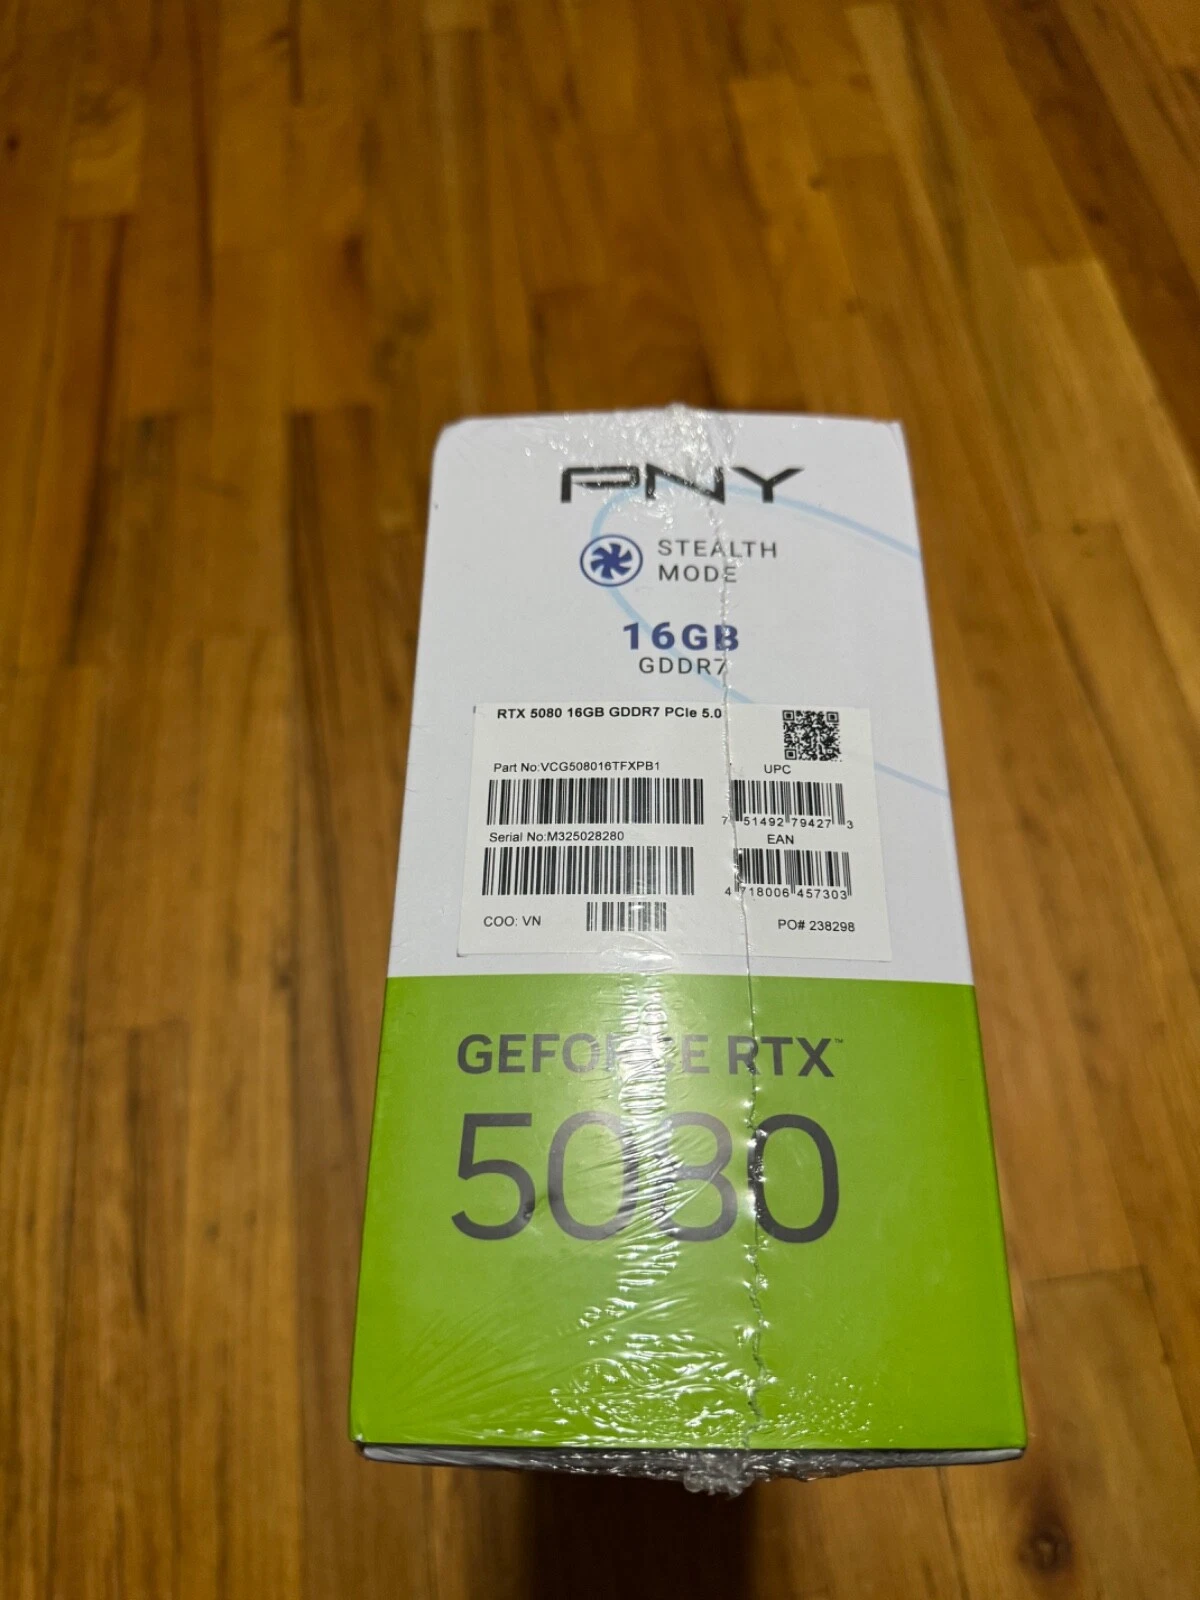 PNY
STEALTH
MODE
16GB
GDDR7
RTX 5080 16GB GDDR7 PCIe 5.0
Part No:VCG508016TFXPB1
UPC
7 51492 79427 3
Serial No:M325028280
EAN
4 718006 457303
COO: VN
PO# 238298
GEFORCE RTX™
5080